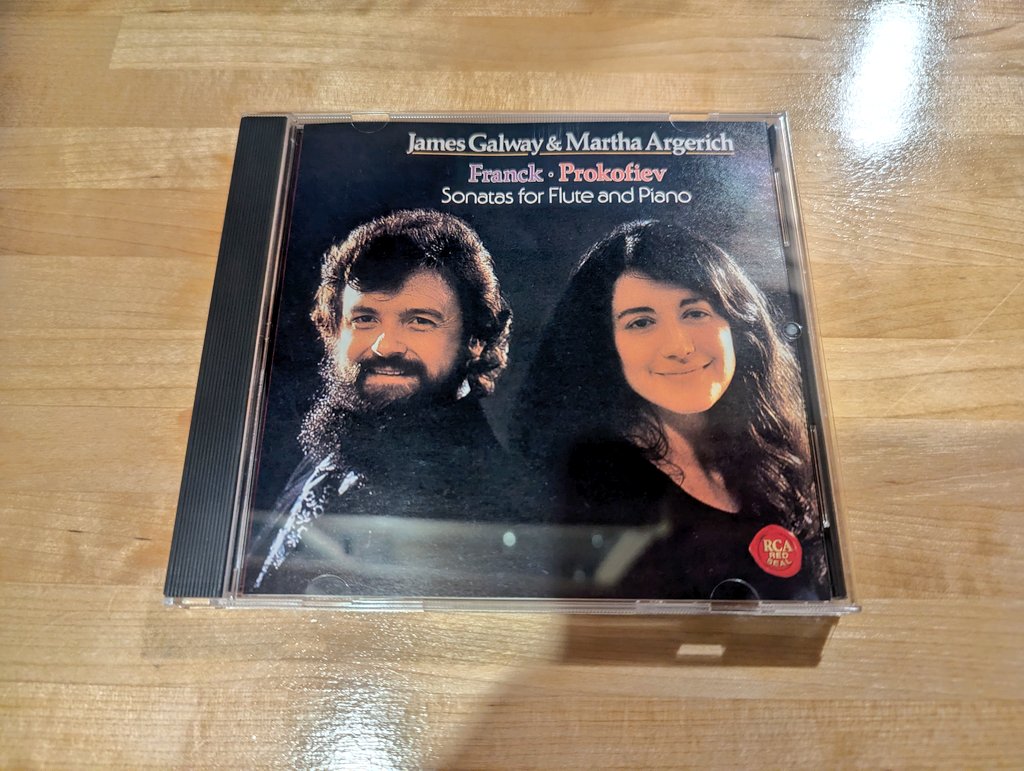 James Galway & Martha Argerich
Franck • Prokofiev
Sonatas for Flute and Piano
RCA
RED
SEAL